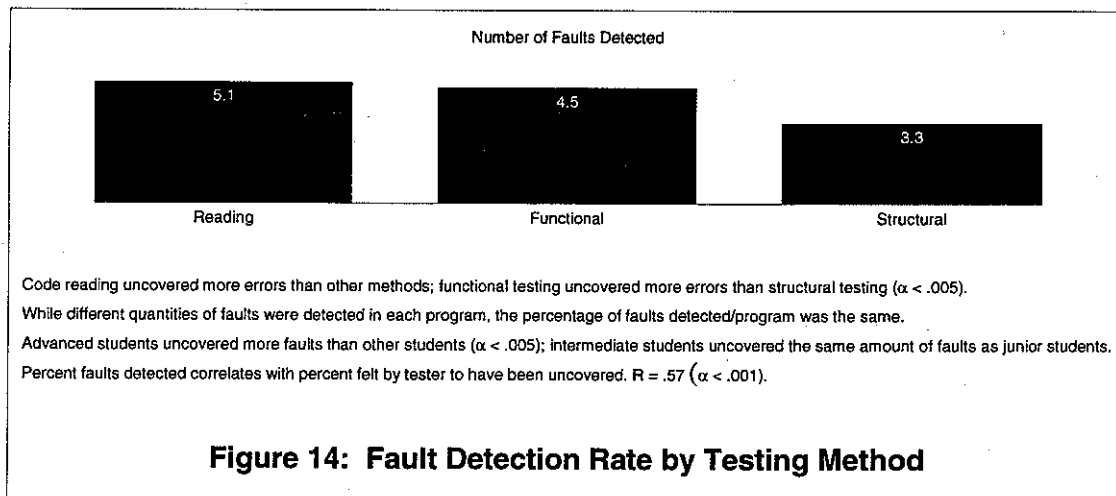 Number of Faults Detected
5.1
4.5
3.3
Reading
Functional
Structural
Code reading uncovered more errors than other methods; functional testing uncovered more errors than structural testing (α < .005).
While different quantities of faults were detected in each program, the percentage of faults detected/program was the same.
Advanced students uncovered more faults than other students (α < .005); intermediate students uncovered the same amount of faults as junior students.
Percent faults detected correlates with percent felt by tester to have been uncovered. R = .57 (α < .001).
Figure 14: Fault Detection Rate by Testing Method